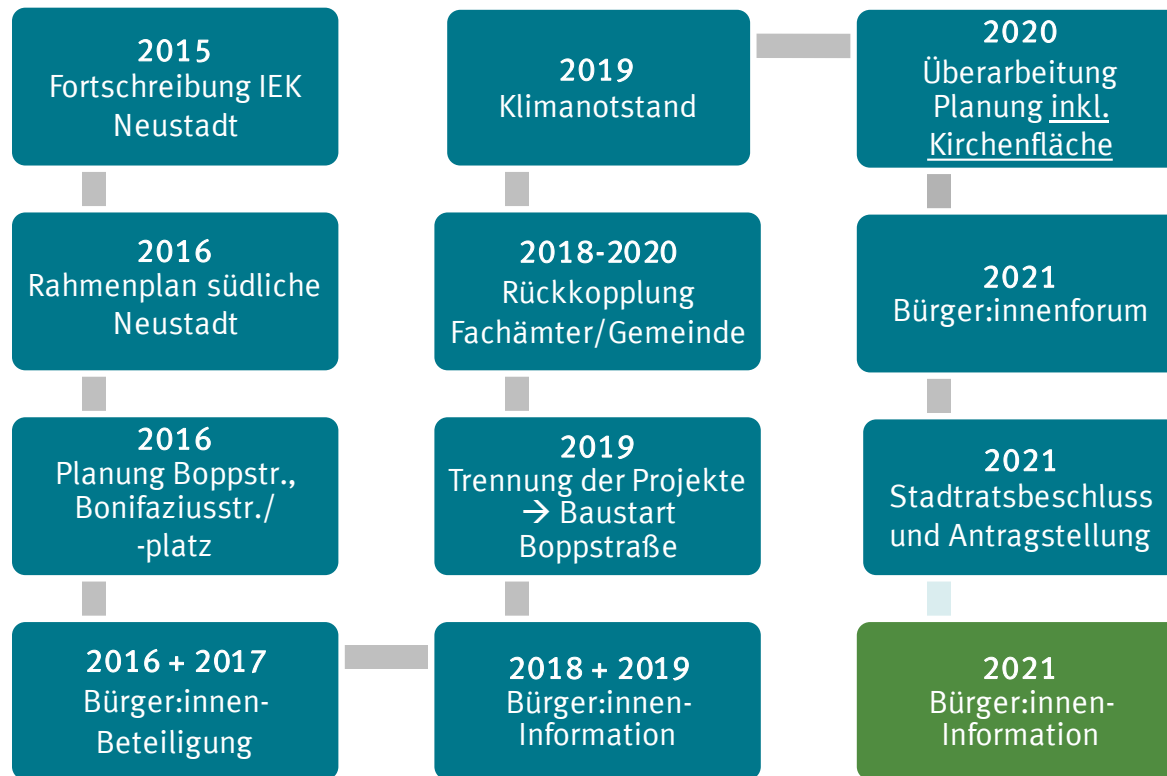 2015
Fortschreibung IEK
Neustadt
2016
Rahmenplan südliche
Neustadt
2016
Planung Boppstr.,
Bonifaziusstr./
-platz
2016 + 2017
Bürger:innen-
Beteiligung
2018 + 2019
Bürger:innen-
Information
2019
Trennung der Projekte
→ Baustart
Boppstraße
2018-2020
Rückkopplung
Fachämter/Gemeinde
2019
Klimanotstand
2020
Überarbeitung
Planung inkl.
Kirchenfläche
2021
Bürger:innenforum
2021
Stadtratsbeschluss
und Antragstellung
2021
Bürger:innen-
Information